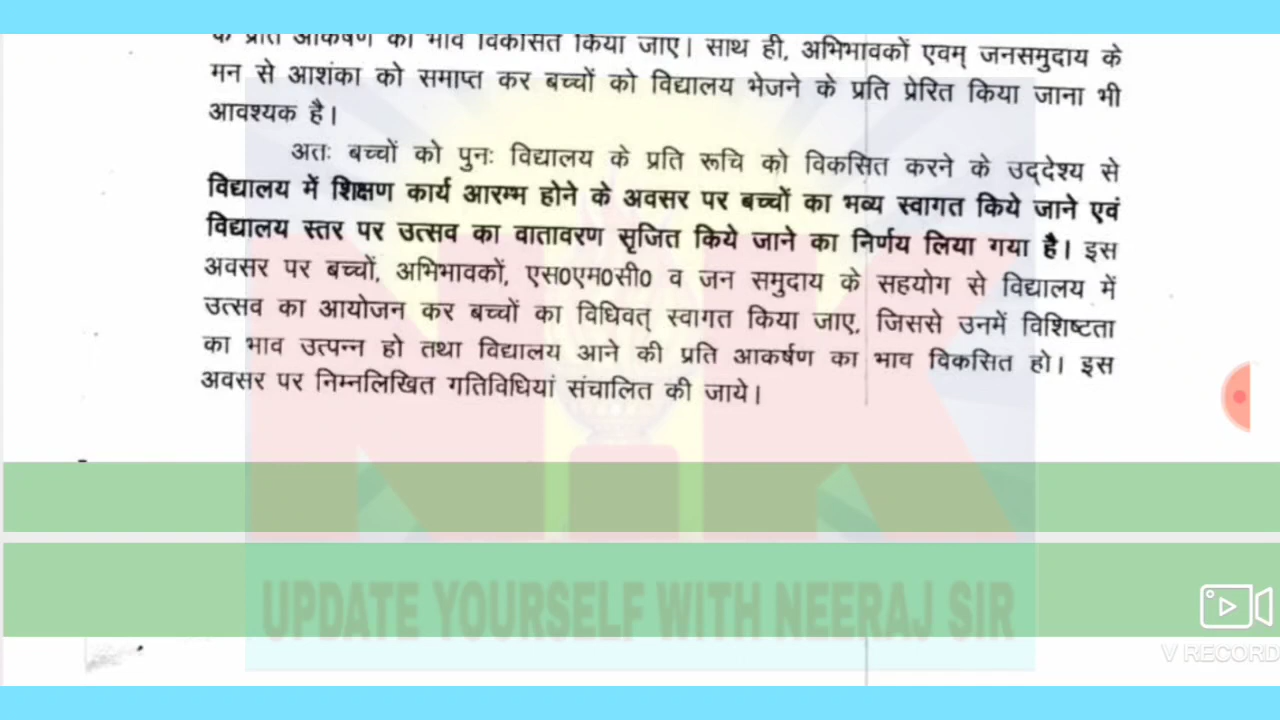 के प्रति आकर्षण का भाव विकसित किया जाए। साथ ही, अभिभावकों एवम् जनसमुदाय के
मन से आशंका को समाप्त कर बच्चों को विद्यालय भेजने के प्रति प्रेरित किया जाना भी
आवश्यक है।
अतः बच्चों को पुनः विद्यालय के प्रति रूचि को विकसित करने के उद्देश्य से
विद्यालय में शिक्षण कार्य आरम्भ होने के अवसर पर बच्चों का भव्य स्वागत किये जाने एवं
विद्यालय स्तर पर उत्सव का वातावरण सृजित किये जाने का निर्णय लिया गया है। इस
अवसर पर बच्चों, अभिभावकों, एस0एम0सी0 व जन समुदाय के सहयोग से विद्यालय में
उत्सव का आयोजन कर बच्चों का विधिवत् स्वागत किया जाए, जिससे उनमें विशिष्टता
का भाव उत्पन्न हो तथा विद्यालय आने की प्रति आकर्षण का भाव विकसित हो। इस
अवसर पर निम्नलिखित गतिविधियां संचालित की जाये।
NK
UPDATE YOURSELF WITH NEERAJ SIR
V RECORD